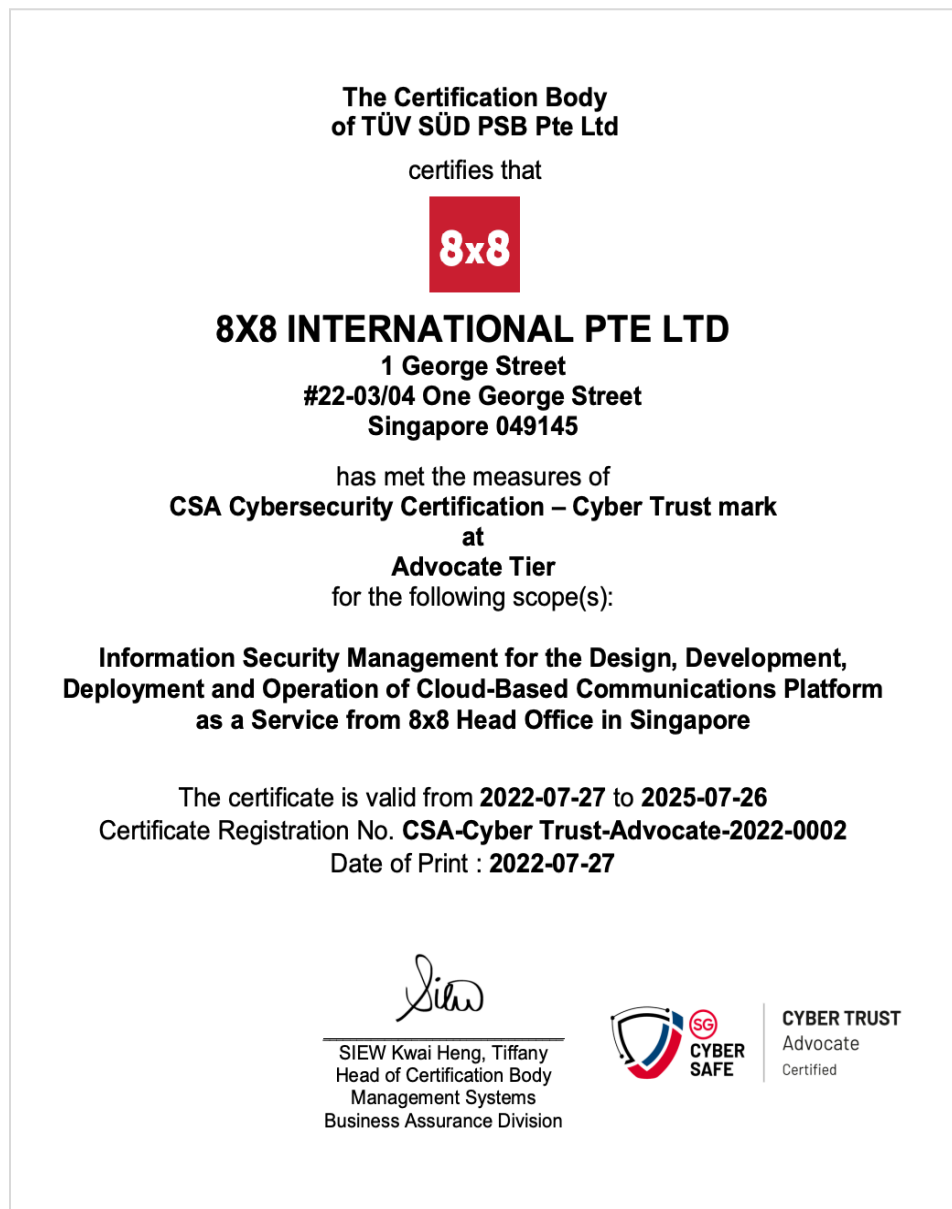 The Certification Body
of TÜV SÜD PSB Pte Ltd
certifies that
8x8
8X8 INTERNATIONAL PTE LTD
1 George Street
#22-03/04 One George Street
Singapore 049145
has met the measures of
CSA Cybersecurity Certification – Cyber Trust mark
at
Advocate Tier
for the following scope(s):
Information Security Management for the Design, Development,
Deployment and Operation of Cloud-Based Communications Platform
as a Service from 8x8 Head Office in Singapore
The certificate is valid from 2022-07-27 to 2025-07-26
Certificate Registration No. CSA-Cyber Trust-Advocate-2022-0002
Date of Print : 2022-07-27
Siew
SIEW Kwai Heng, Tiffany
Head of Certification Body
Management Systems
Business Assurance Division
SG
CYBER
SAFE
CYBER TRUST
Advocate
Certified